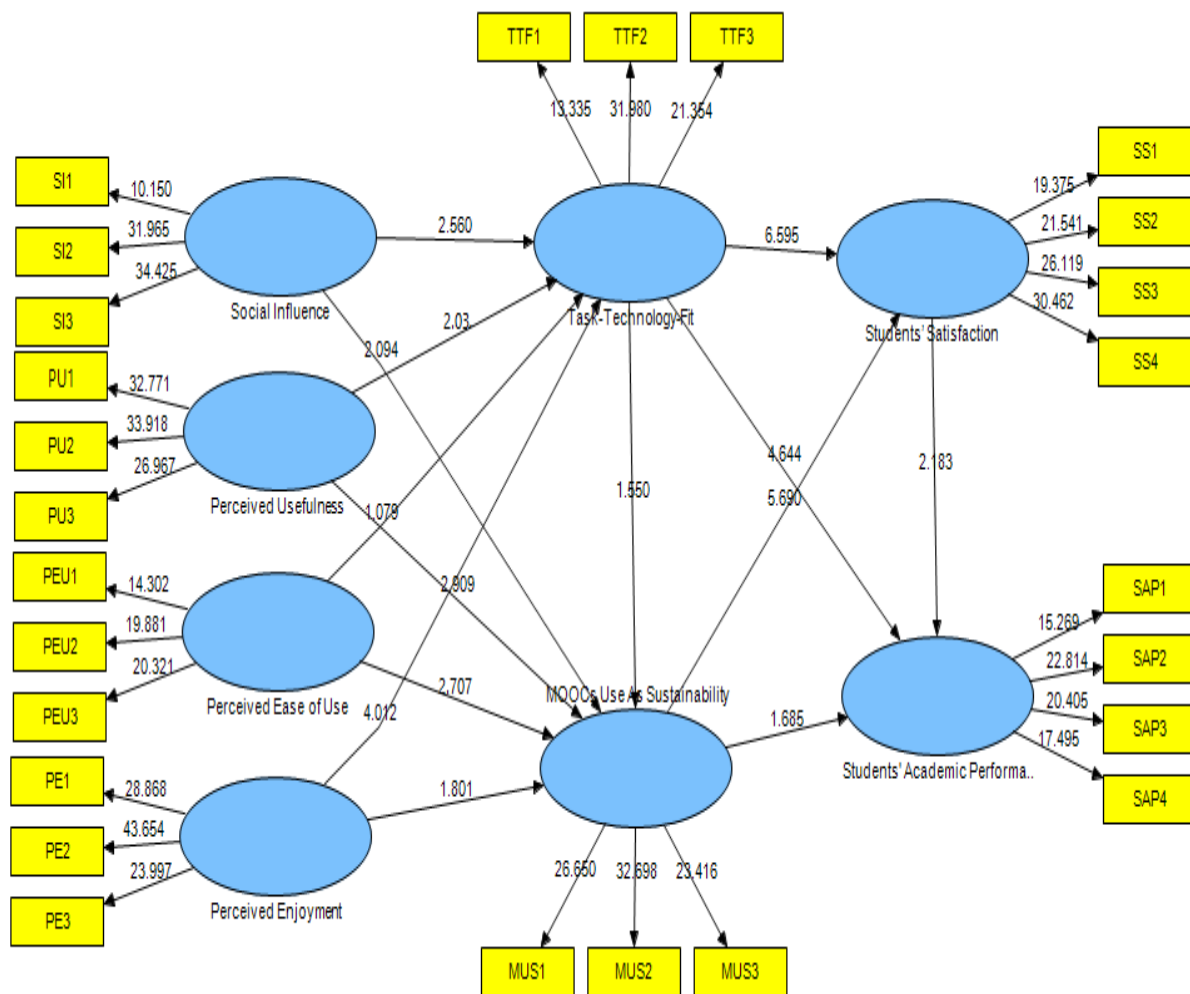 TTF1
TTF2
TTF3
13.335
31.980
21.354
SI1
SI2
SI3
10.150
31.965
34.425
Social Influence
2.560
Task-Technology-Fit
6.595
SS1
SS2
SS3
SS4
19.375
21.541
26.119
30.462
Students' Satisfaction
2.03
2.094
PU1
PU2
PU3
32.771
33.918
26.967
Perceived Usefulness
1.079
2.909
1.550
4.644
5.690
2.183
PEU1
PEU2
PEU3
14.302
19.881
20.321
Perceived Ease of Use
2.707
4.012
MOOCs Use As Sustainability
1.685
SAP1
SAP2
SAP3
SAP4
15.269
22.814
20.405
17.495
Students' Academic Performa..
PE1
PE2
PE3
28.868
43.654
23.997
Perceived Enjoyment
1.801
26.650
32.698
23.416
MUS1
MUS2
MUS3